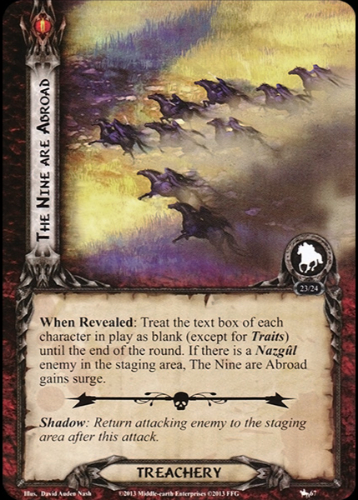 THE NINE ARE ABROAD
23/24
When Revealed: Treat the text box of each
character in play as blank (except for Traits)
until the end of the round. If there is a Nazgûl
enemy in the staging area, The Nine are Abroad
gains surge.
Shadow: Return attacking enemy to the staging
area after this attack.
TREACHERY
Illus. David Auden Nash
©2013 Middle-earth Enterprises ©2013 FFG
67